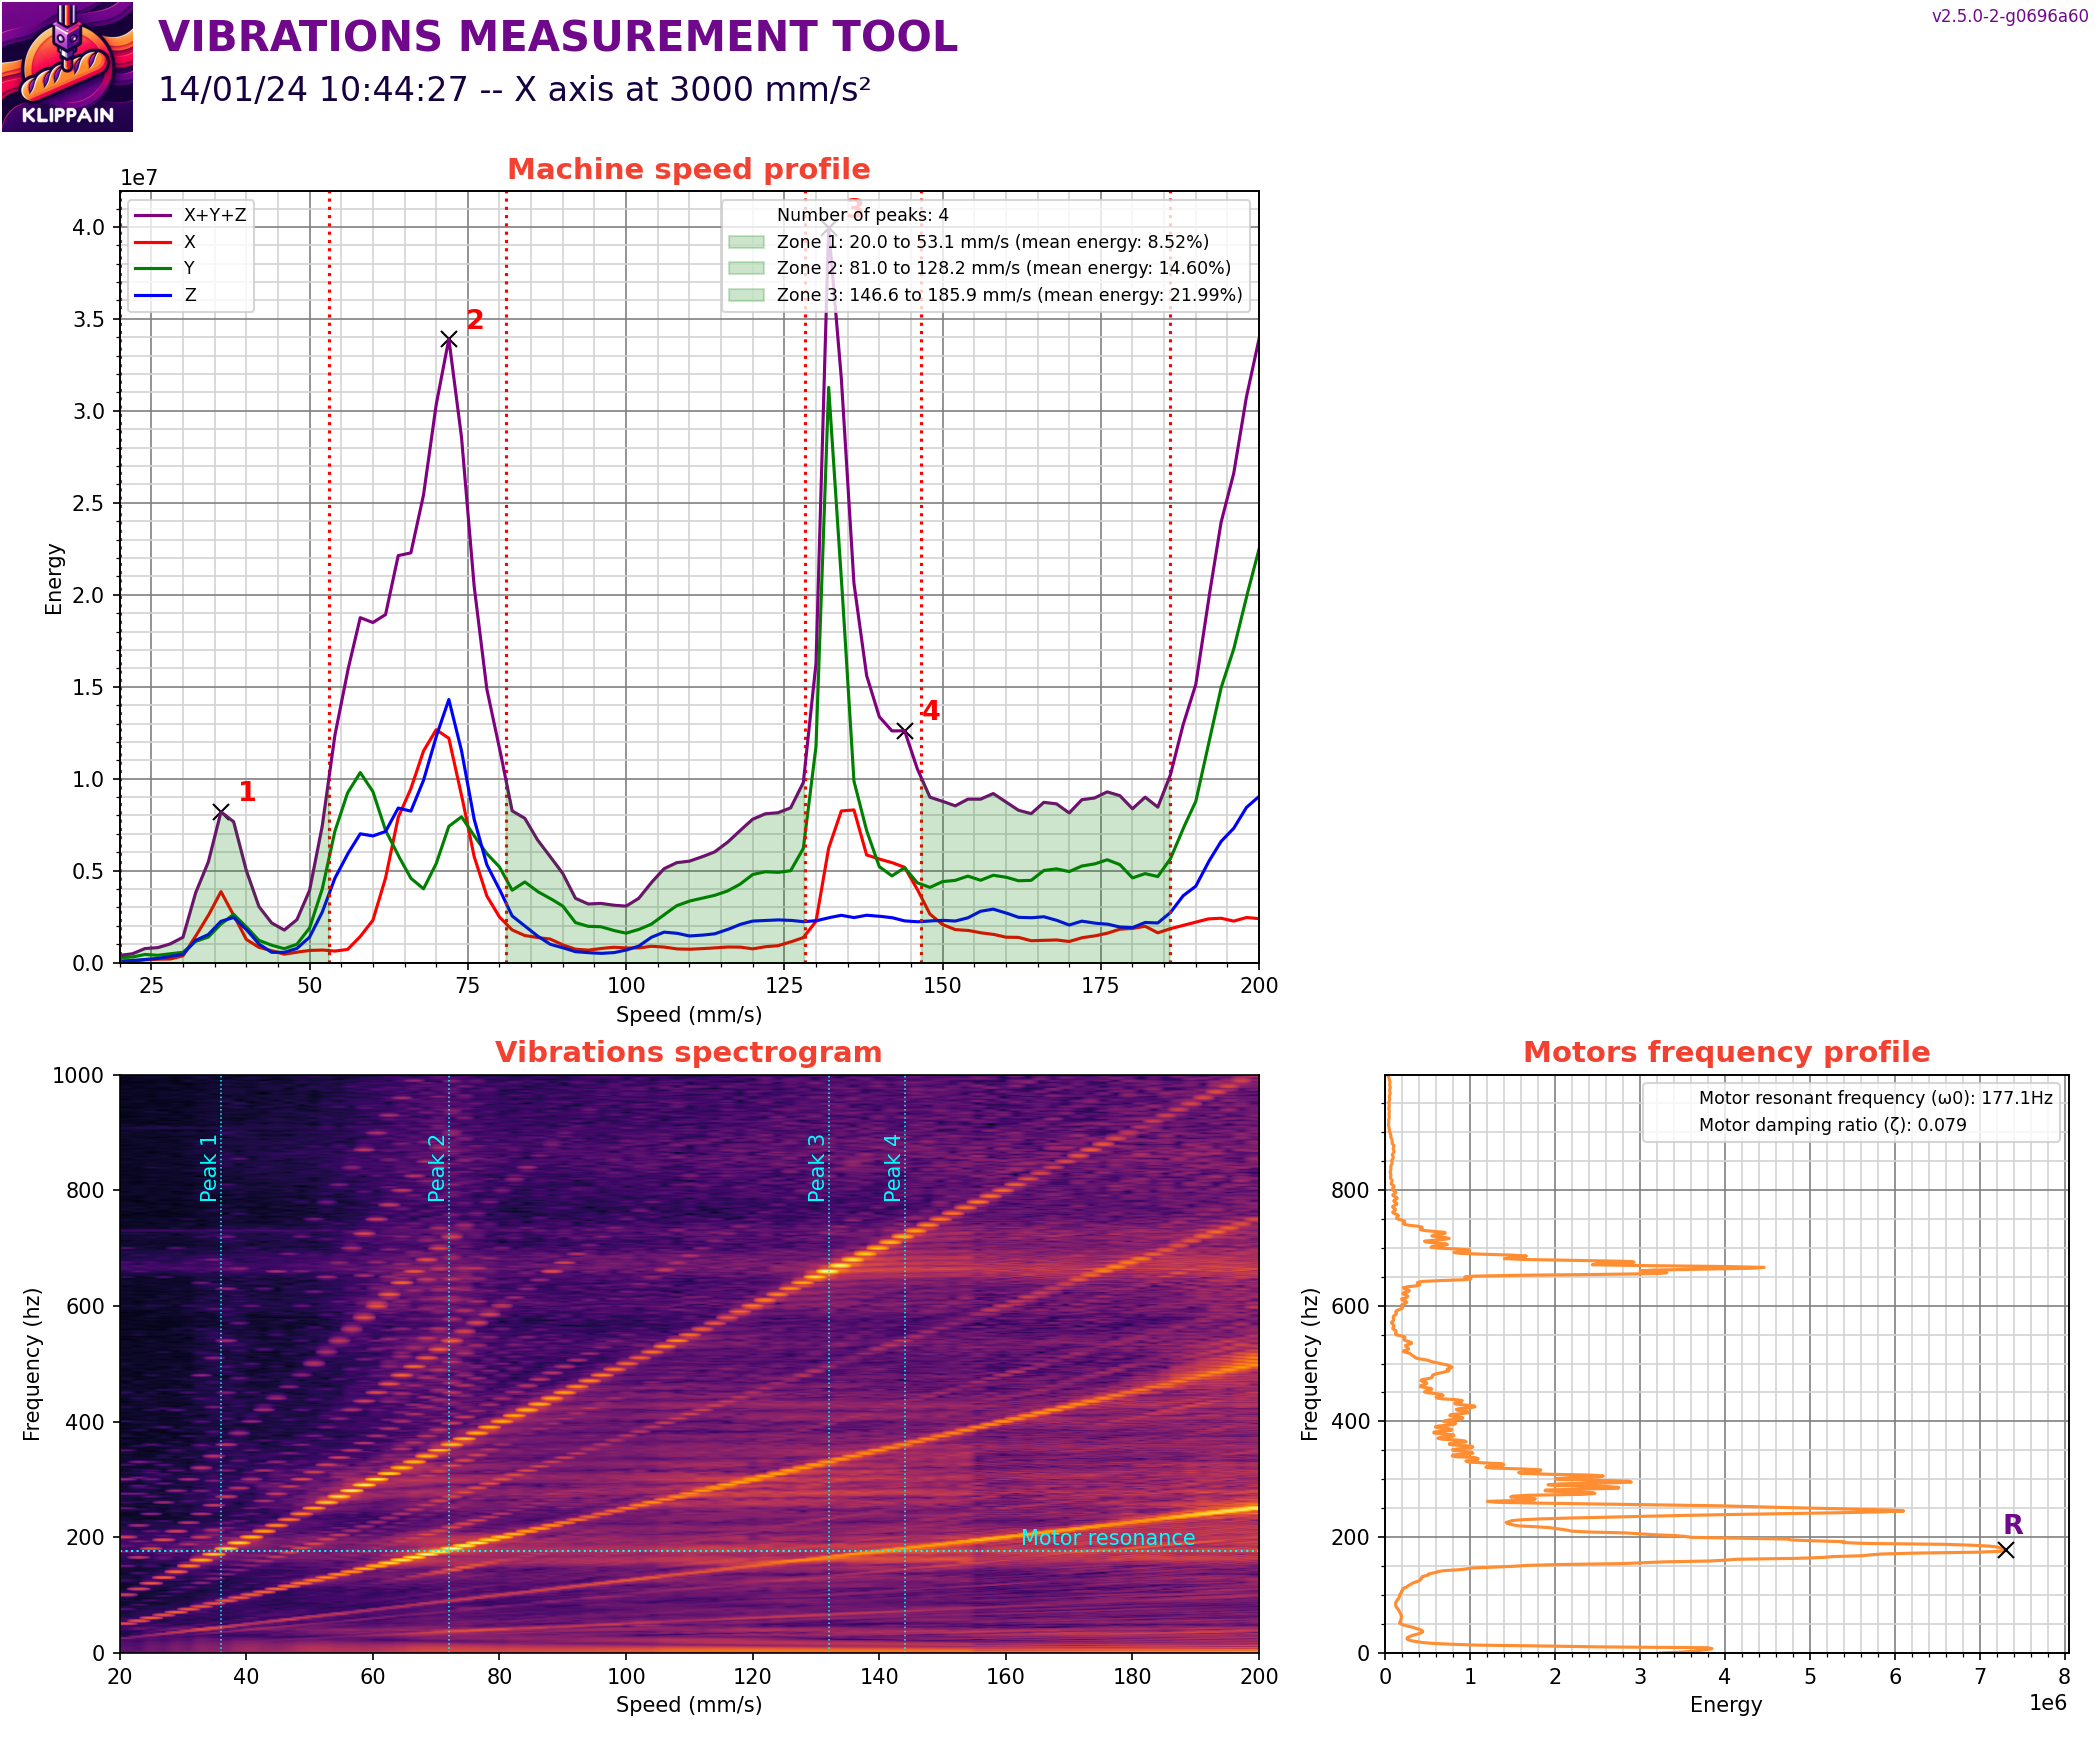 VIBRATIONS MEASUREMENT TOOL
v2.5.0-2-g0696a60
14/01/24 10:44:27 -- X axis at 3000 mm/s²
KLIPPAIN
Machine speed profile
1e7
X+Y+Z
X
Y
Z
Number of peaks: 4
Zone 1: 20.0 to 53.1 mm/s (mean energy: 8.52%)
Zone 2: 81.0 to 128.2 mm/s (mean energy: 14.60%)
Zone 3: 146.6 to 185.9 mm/s (mean energy: 21.99%)
3
2
4
1
4.0
3.5
3.0
2.5
2.0
1.5
1.0
0.5
0.0
Energy
25 50 75 100 125 150 175 200
Speed (mm/s)
Vibrations spectrogram
1000
800
600
400
200
0
Frequency (hz)
Peak 1
Peak 2
Peak 3
Peak 4
Motor resonance
20 40 60 80 100 120 140 160 180 200
Speed (mm/s)
Motors frequency profile
Motor resonant frequency (ω0): 177.1Hz
Motor damping ratio (ζ): 0.079
R
800
600
400
200
0
Frequency (hz)
0 1 2 3 4 5 6 7 8
Energy
1e6